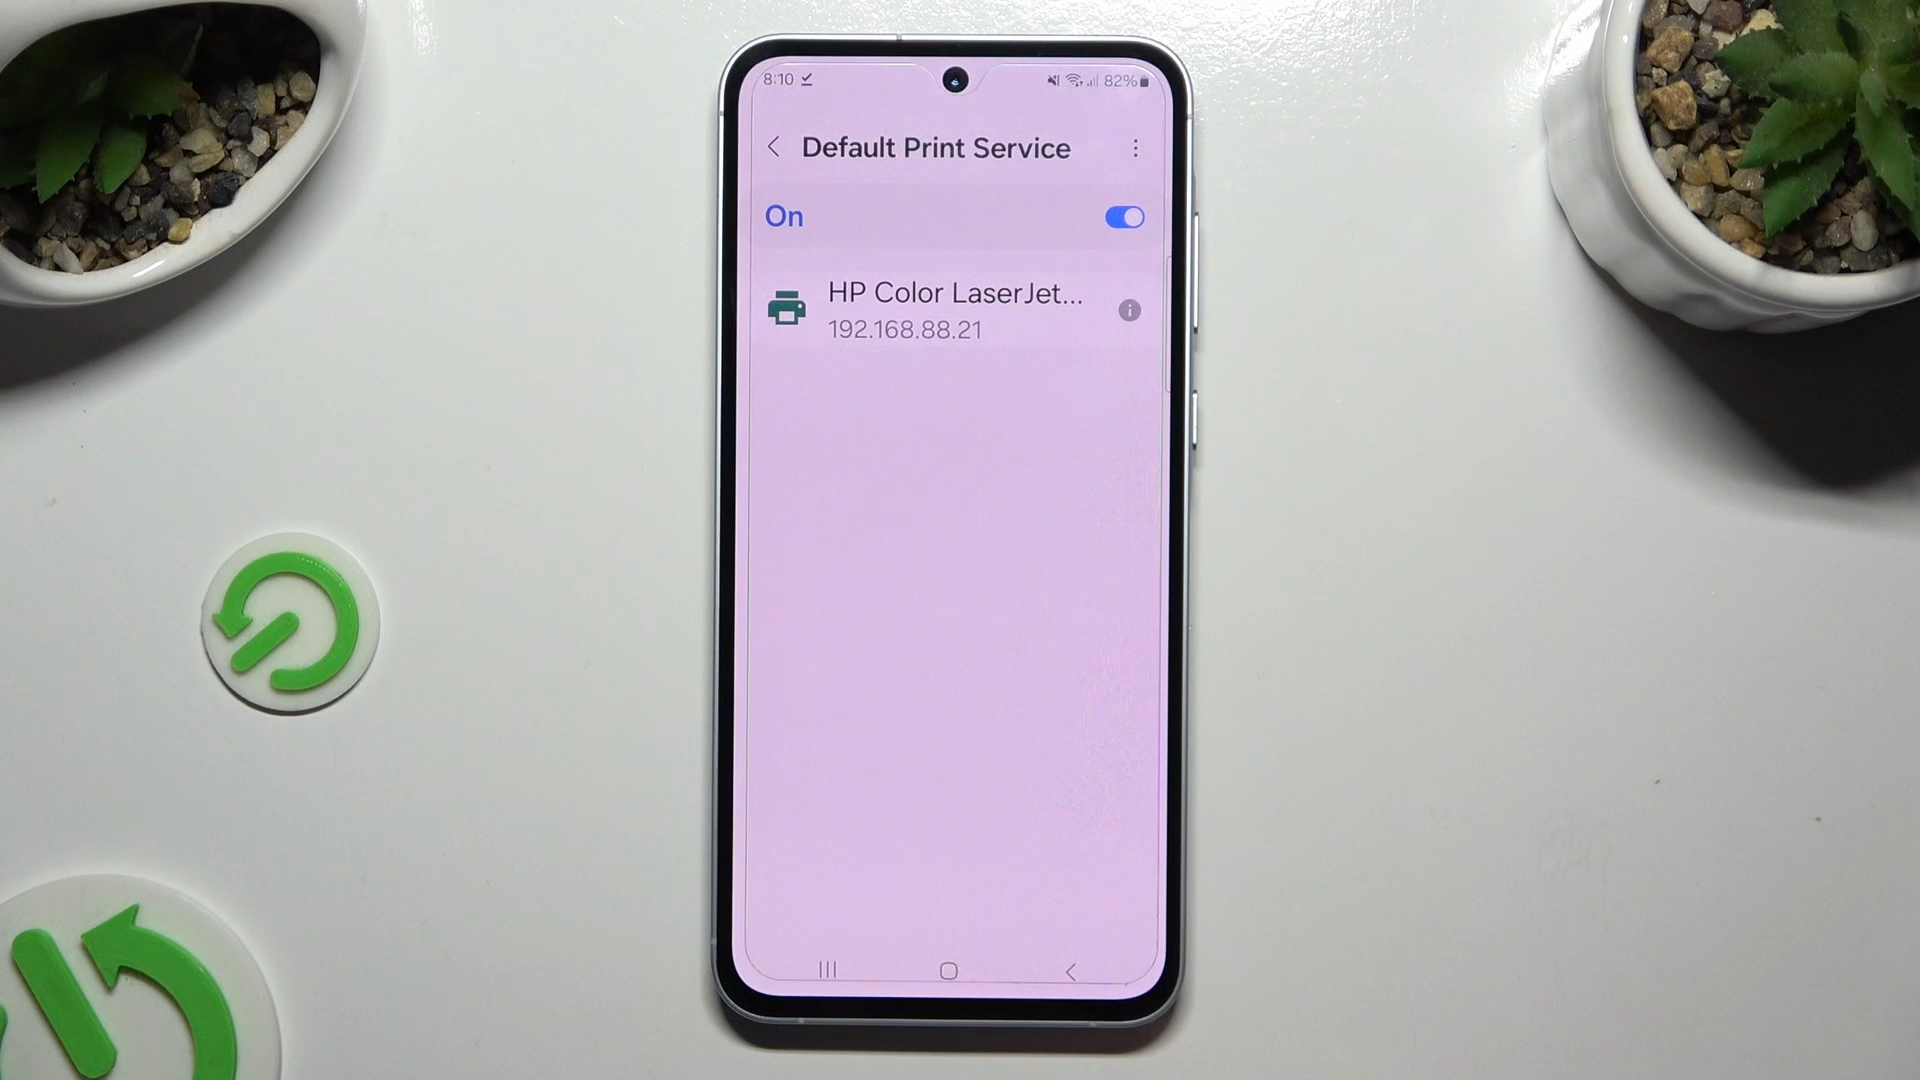 8:10 82%
Default Print Service
On
HP Color LaserJet...
192.168.88.21